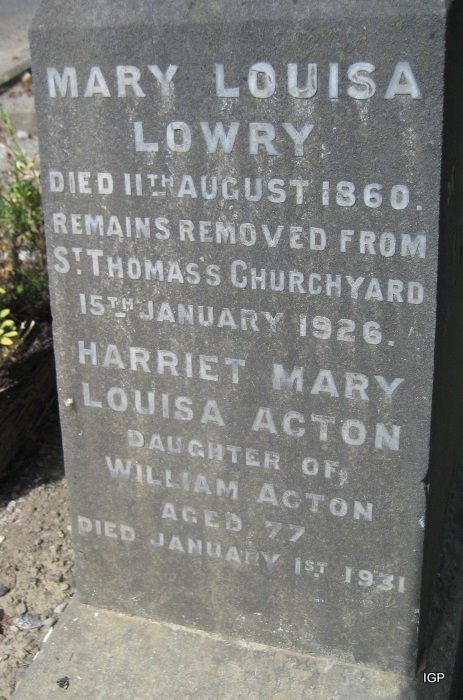 MARY LOUISA
LOWRY
DIED 11TH AUGUST 1860.
REMAINS REMOVED FROM
ST THOMAS'S CHURCHYARD
15TH JANUARY 1926.
HARRIET MARY
LOUISA ACTON
DAUGHTER OF
WILLIAM ACTON
AGED 77
DIED JANUARY 1ST 1931
IGP